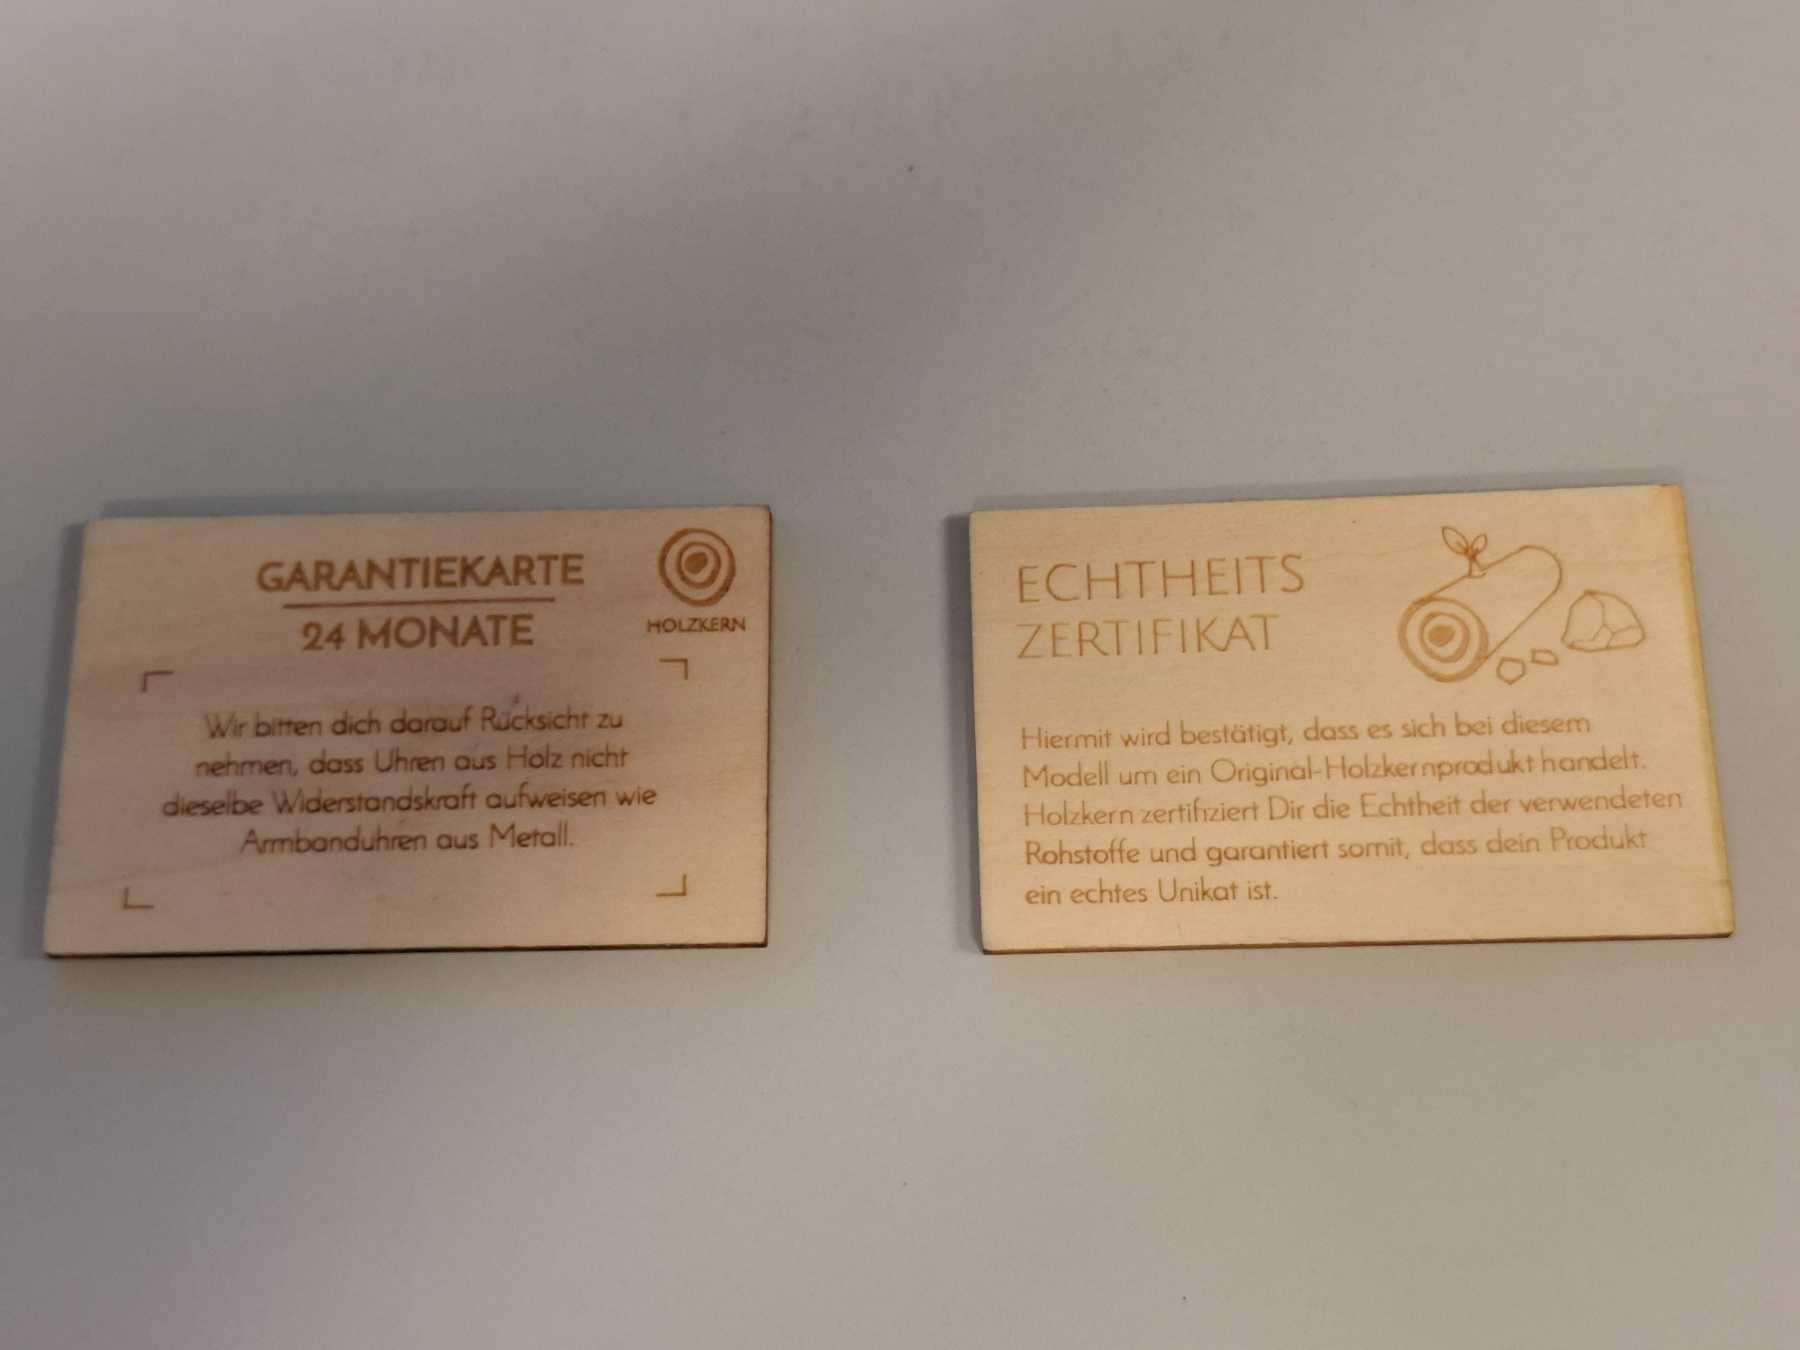 GARANTIEKARTE
24 MONATE
HOLZKERN
Wir bitten dich darauf Rücksicht zu
nehmen, dass Uhren aus Holz nicht
dieselbe Widerstandskraft aufweisen wie
Armbanduhren aus Metall.
ECHTHEITS
ZERTIFIKAT
Hiermit wird bestätigt, dass es sich bei diesem
Modell um ein Original-Holzkernprodukt handelt.
Holzkern zertifiziert Dir die Echtheit der verwendeten
Rohstoffe und garantiert somit, dass dein Produkt
ein echtes Unikat ist.